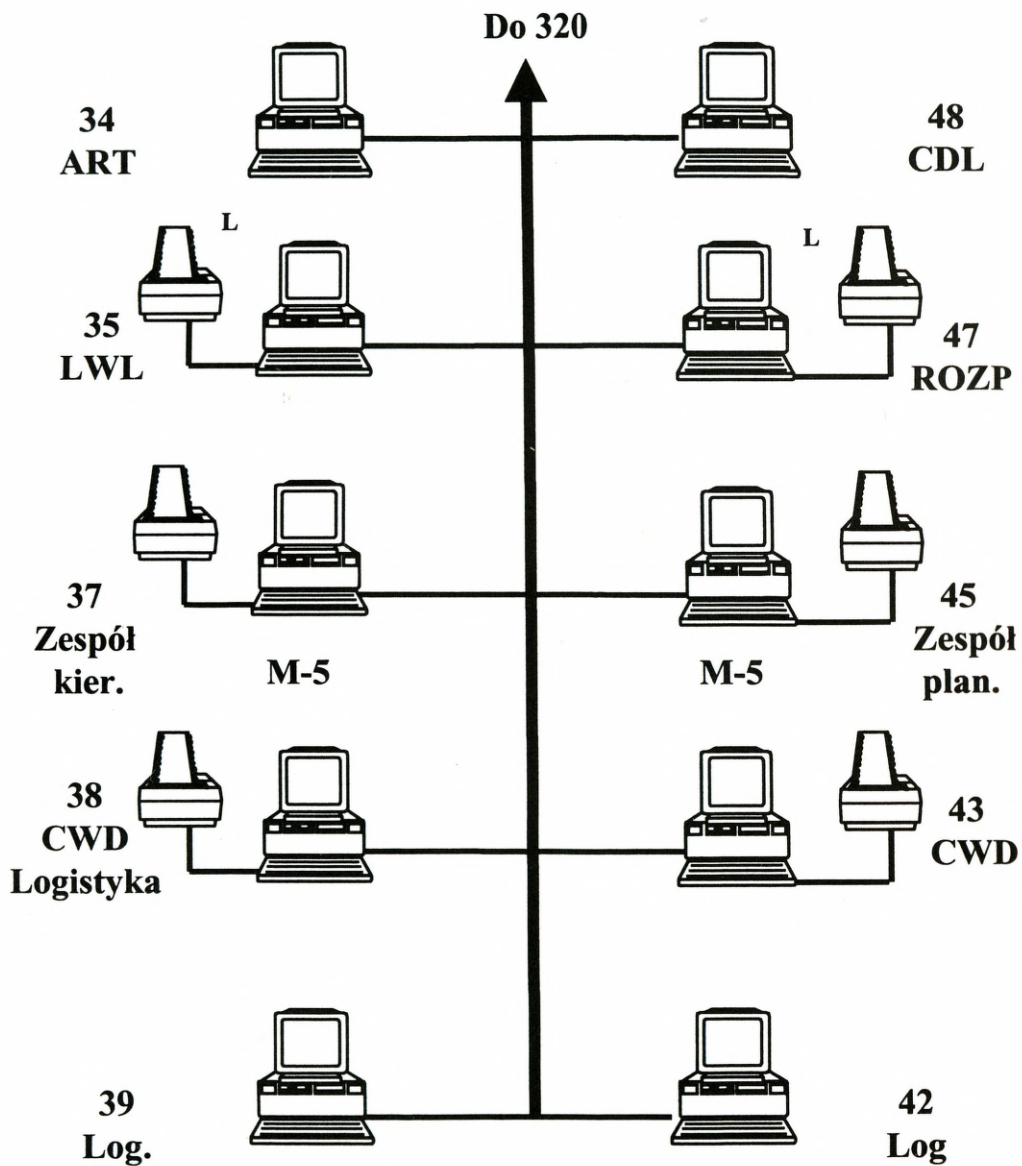 Do 320
34
ART
48
CDL
L
35
LWL
L
47
ROZP
37
Zespół
kier.
M-5
M-5
45
Zespół
plan.
38
CWD
Logistyka
43
CWD
39
Log.
42
Log